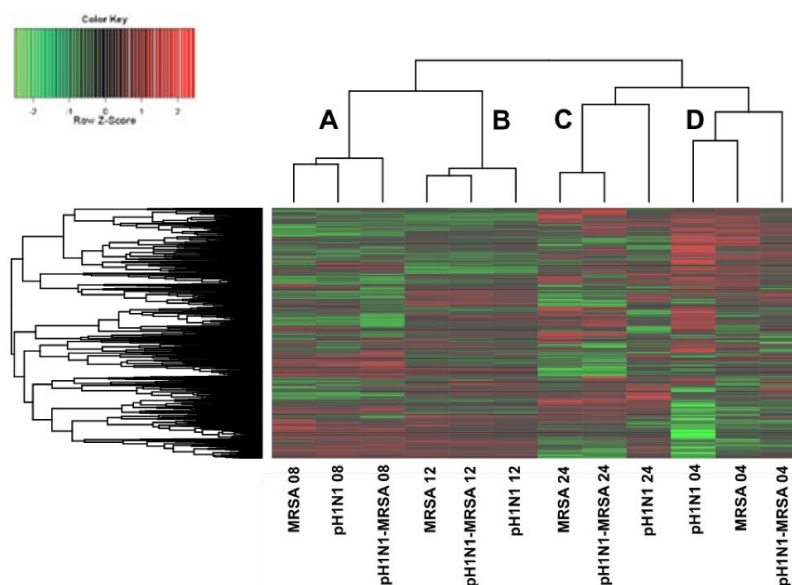 Color Key
-2 -1 0 1 2
Row Z-Score
A B C D
MRSA 08
pH1N1 08
pH1N1-MRSA 08
MRSA 12
pH1N1-MRSA 12
pH1N1 12
MRSA 24
pH1N1-MRSA 24
pH1N1 24
pH1N1 04
MRSA 04
pH1N1-MRSA 04